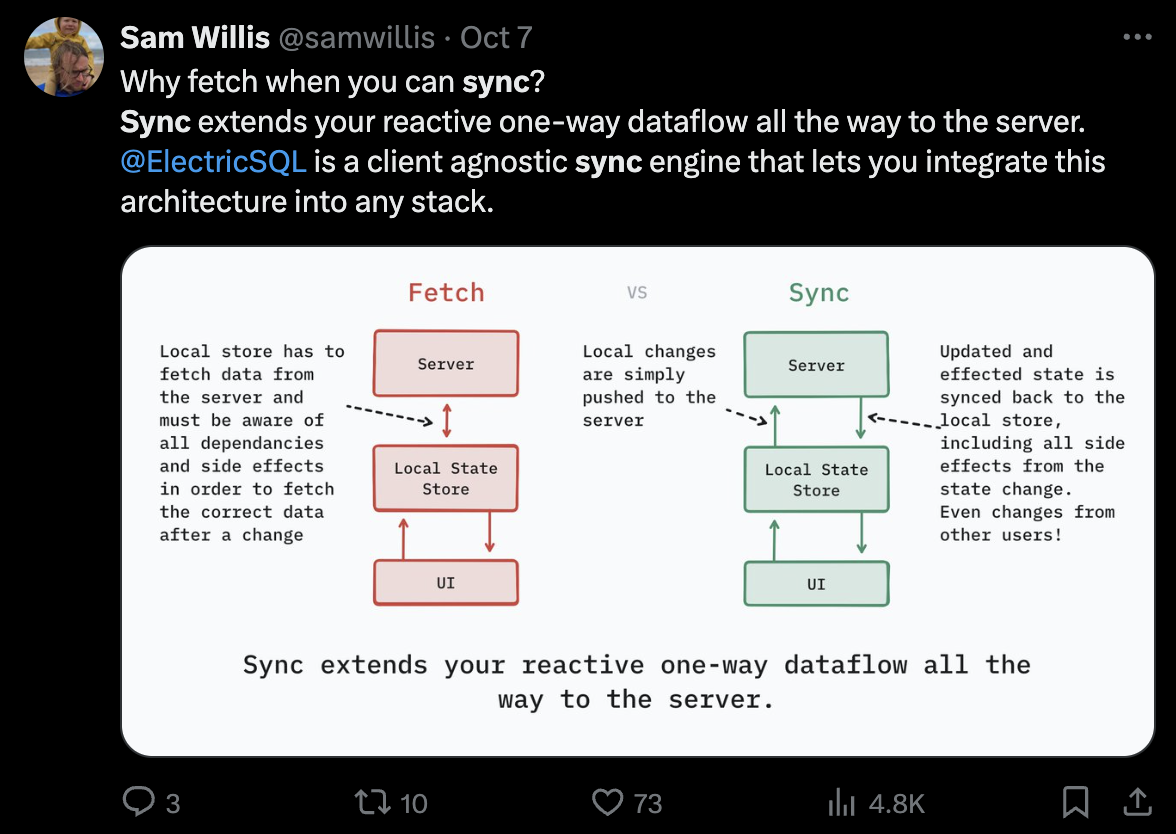 Sam Willis @samwillis · Oct 7
Why fetch when you can sync?
Sync extends your reactive one-way dataflow all the way to the server.
@ElectricSQL is a client agnostic sync engine that lets you integrate this
architecture into any stack.
Fetch
vs
Sync
Local store has to
fetch data from
the server and
must be aware of
all dependancies
and side effects
in order to fetch
the correct data
after a change
Server
Local State
Store
UI
Local changes
are simply
pushed to the
server
Server
Local State
Store
UI
Updated and
effected state is
synced back to the
local store,
including all side
effects from the
state change.
Even changes from
other users!
Sync extends your reactive one-way dataflow all the
way to the server.
3
10
73
4.8K